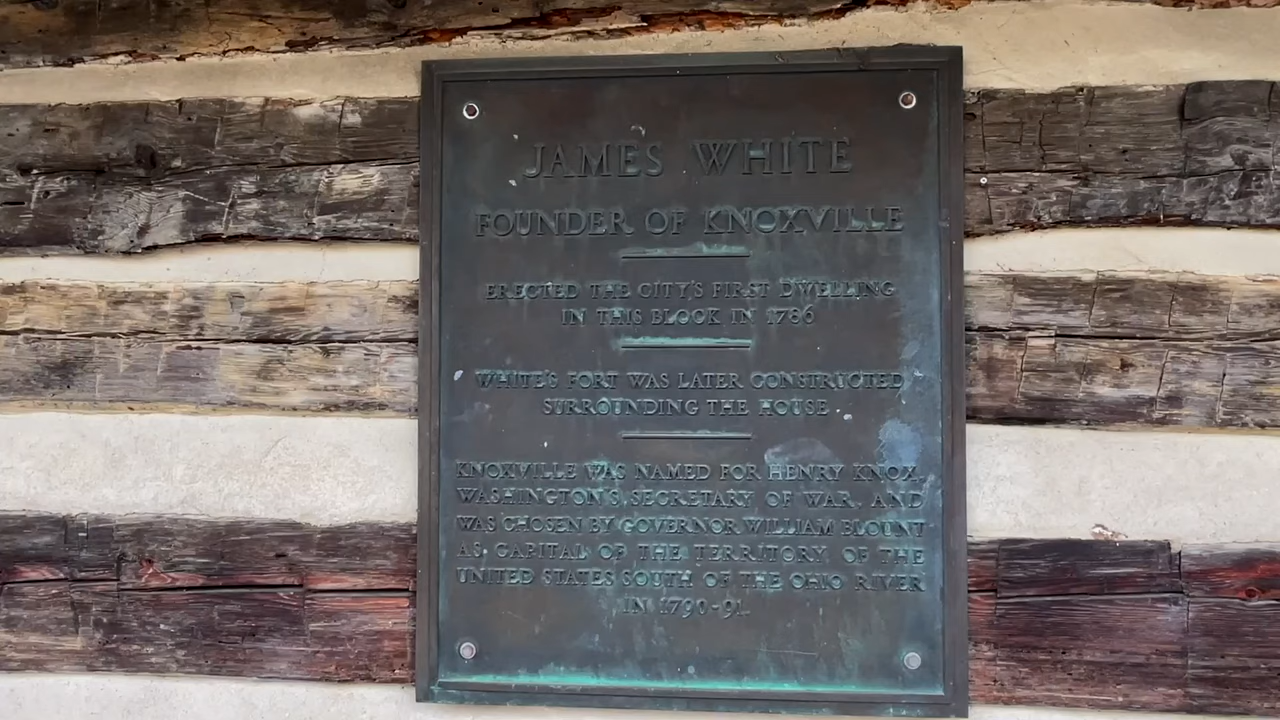 JAMES WHITE
FOUNDER OF KNOXVILLE
ERECTED THE CITY'S FIRST DWELLING
IN THIS BLOCK IN 1786
WHITE'S FORT WAS LATER CONSTRUCTED
SURROUNDING THE HOUSE
KNOXVILLE WAS NAMED FOR HENRY KNOX,
WASHINGTON'S SECRETARY OF WAR, AND
WAS CHOSEN BY GOVERNOR WILLIAM BLOUNT
AS CAPITAL OF THE TERRITORY OF THE
UNITED STATES SOUTH OF THE OHIO RIVER
IN 1790-91.